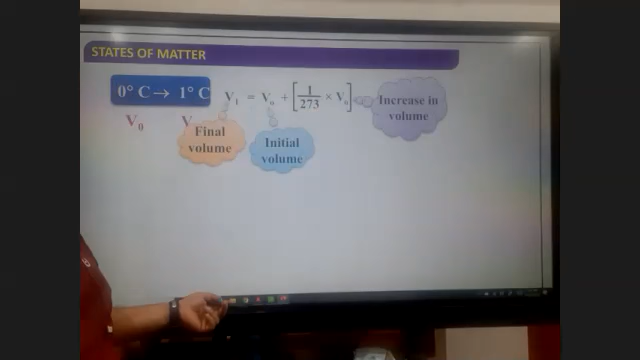 STATES OF MATTER
0° C → 1° C
V₁ = V₀ + [1/273 × V₀]
Increase in volume
V₀ V
Final volume
Initial volume